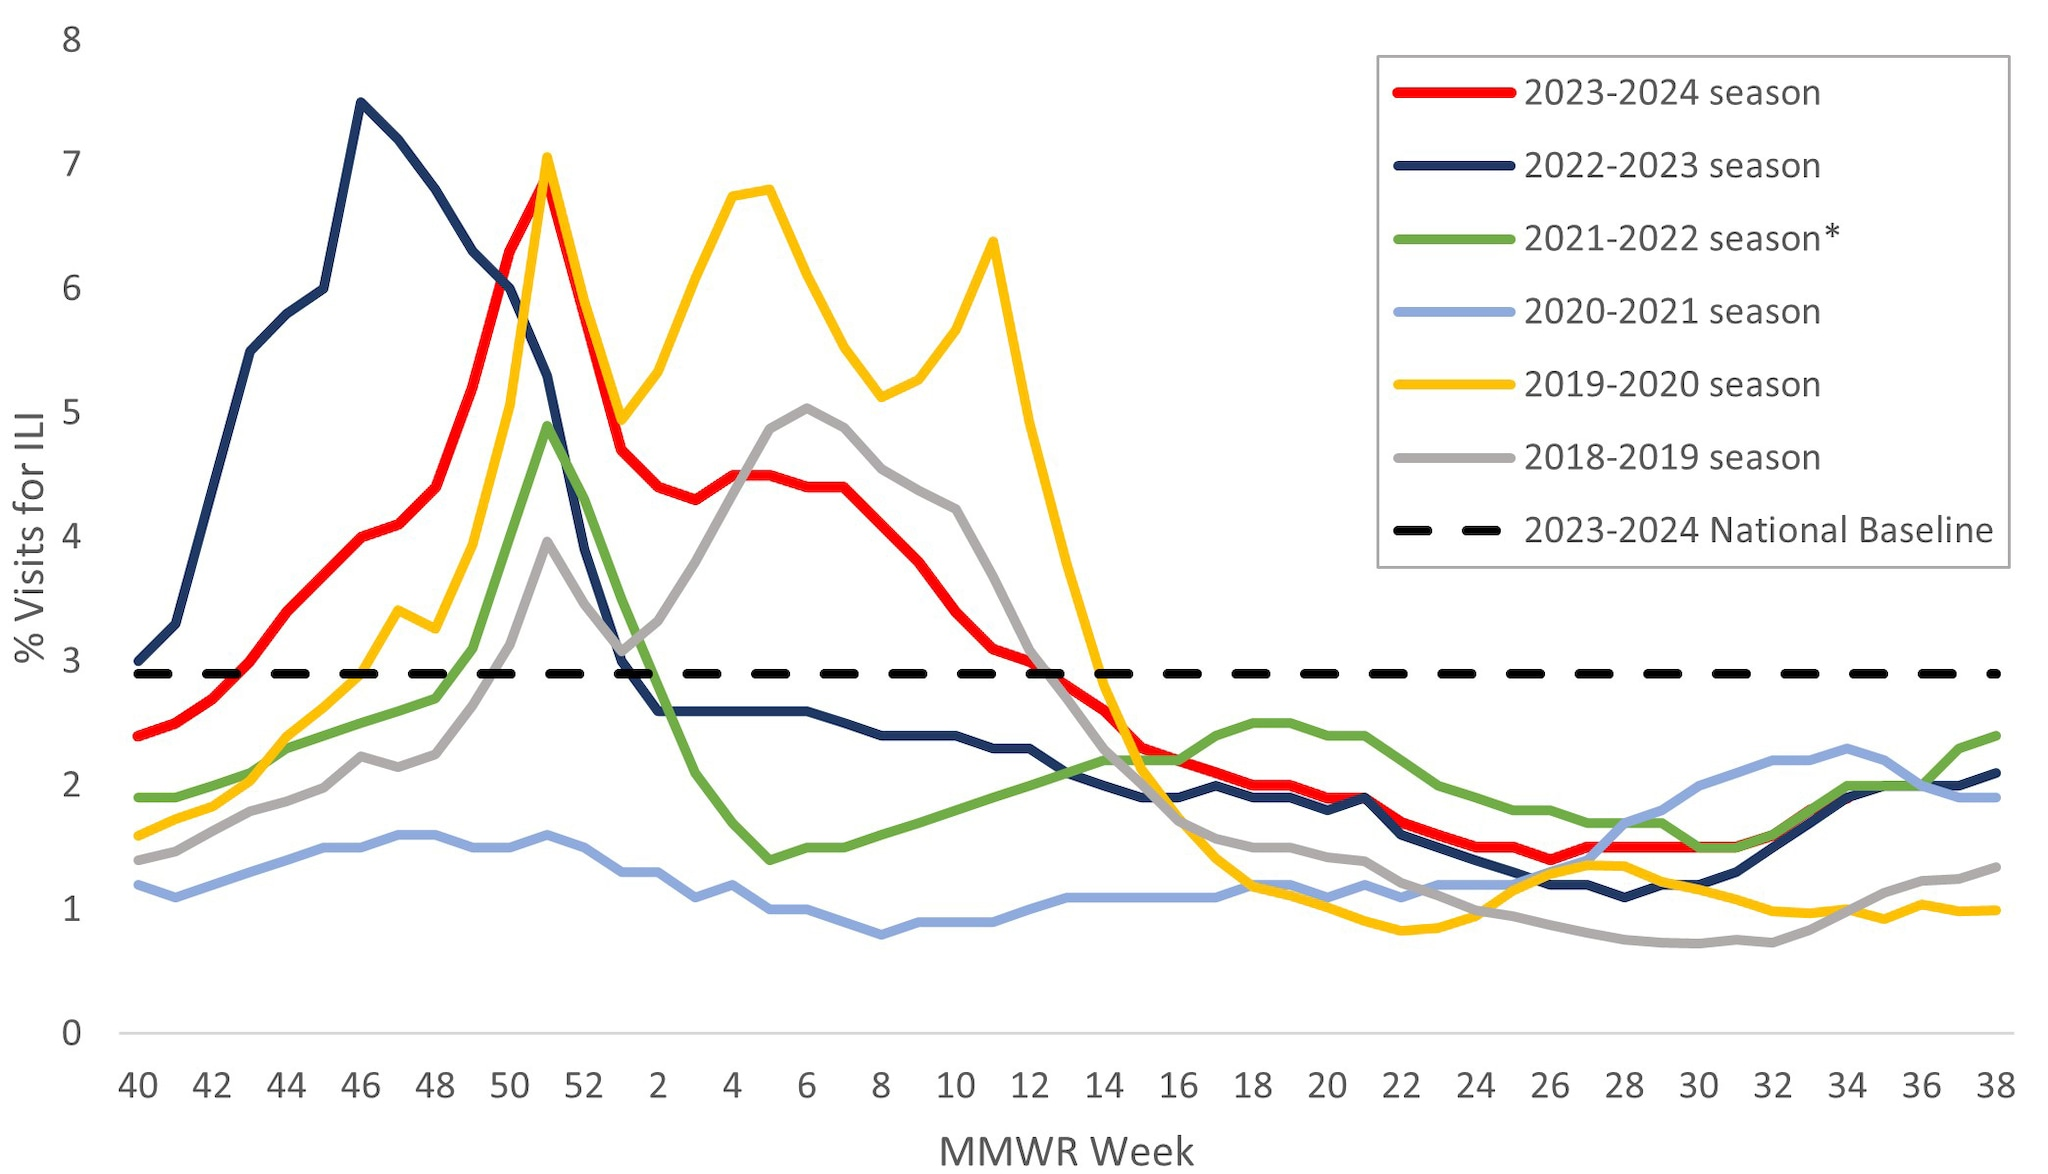 8
7
6
5
4
3
2
1
0
% Visits for ILI
2023-2024 season
2022-2023 season
2021-2022 season*
2020-2021 season
2019-2020 season
2018-2019 season
2023-2024 National Baseline
40 42 44 46 48 50 52 2 4 6 8 10 12 14 16 18 20 22 24 26 28 30 32 34 36 38
MMWR Week